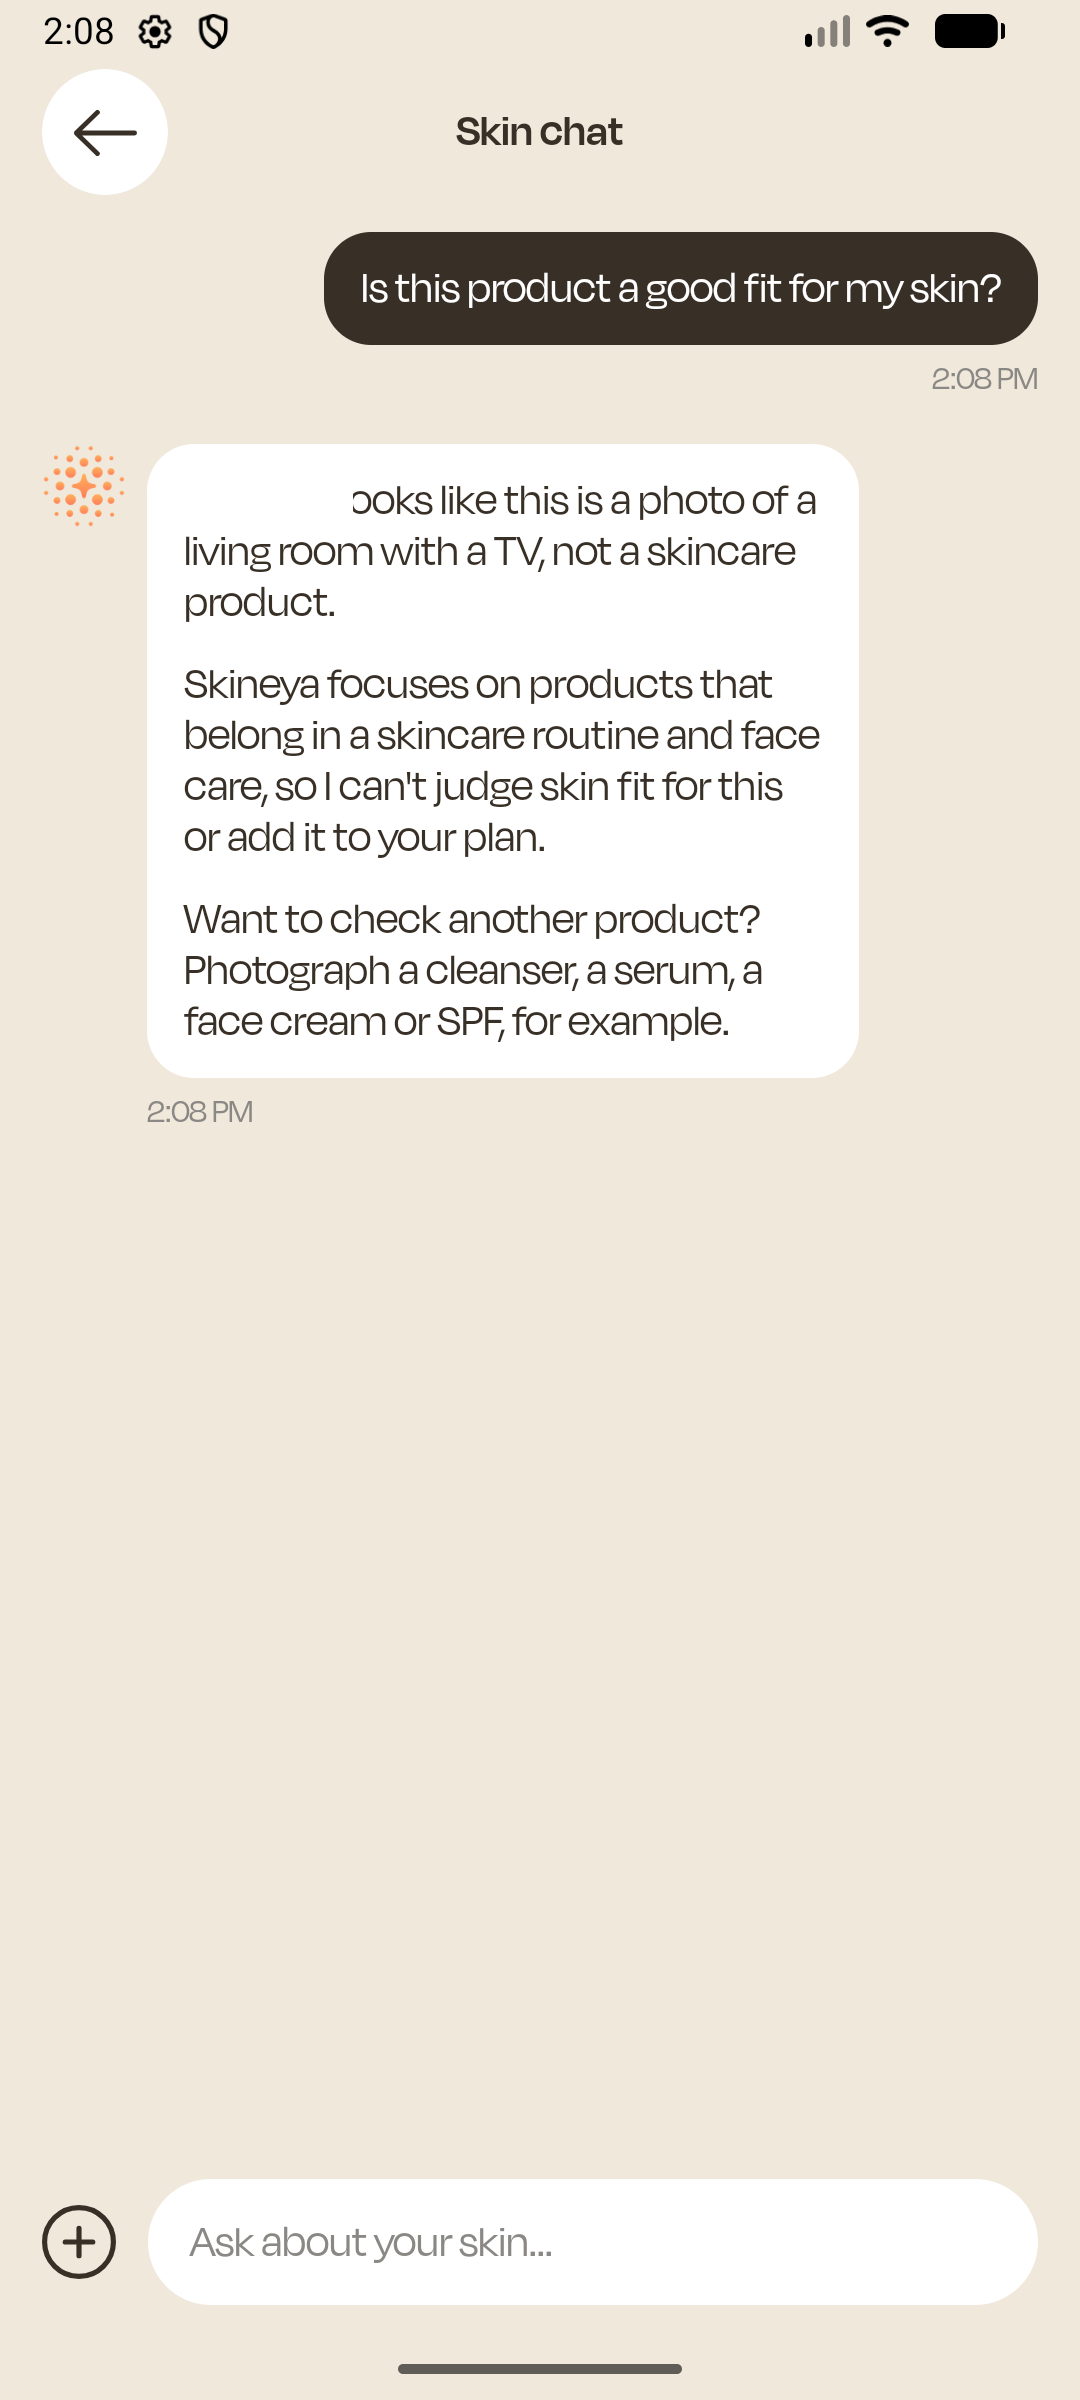 2:08
Skin chat
Is this product a good fit for my skin?
2:08 PM
like this is a photo of a
living room with a TV, not a skincare
product.
Skineya focuses on products that
belong in a skincare routine and face
care, so I can't judge skin fit for this
or add it to your plan.
Want to check another product?
Photograph a cleanser, a serum, a
face cream or SPF, for example.
2:08 PM
Ask about your skin...